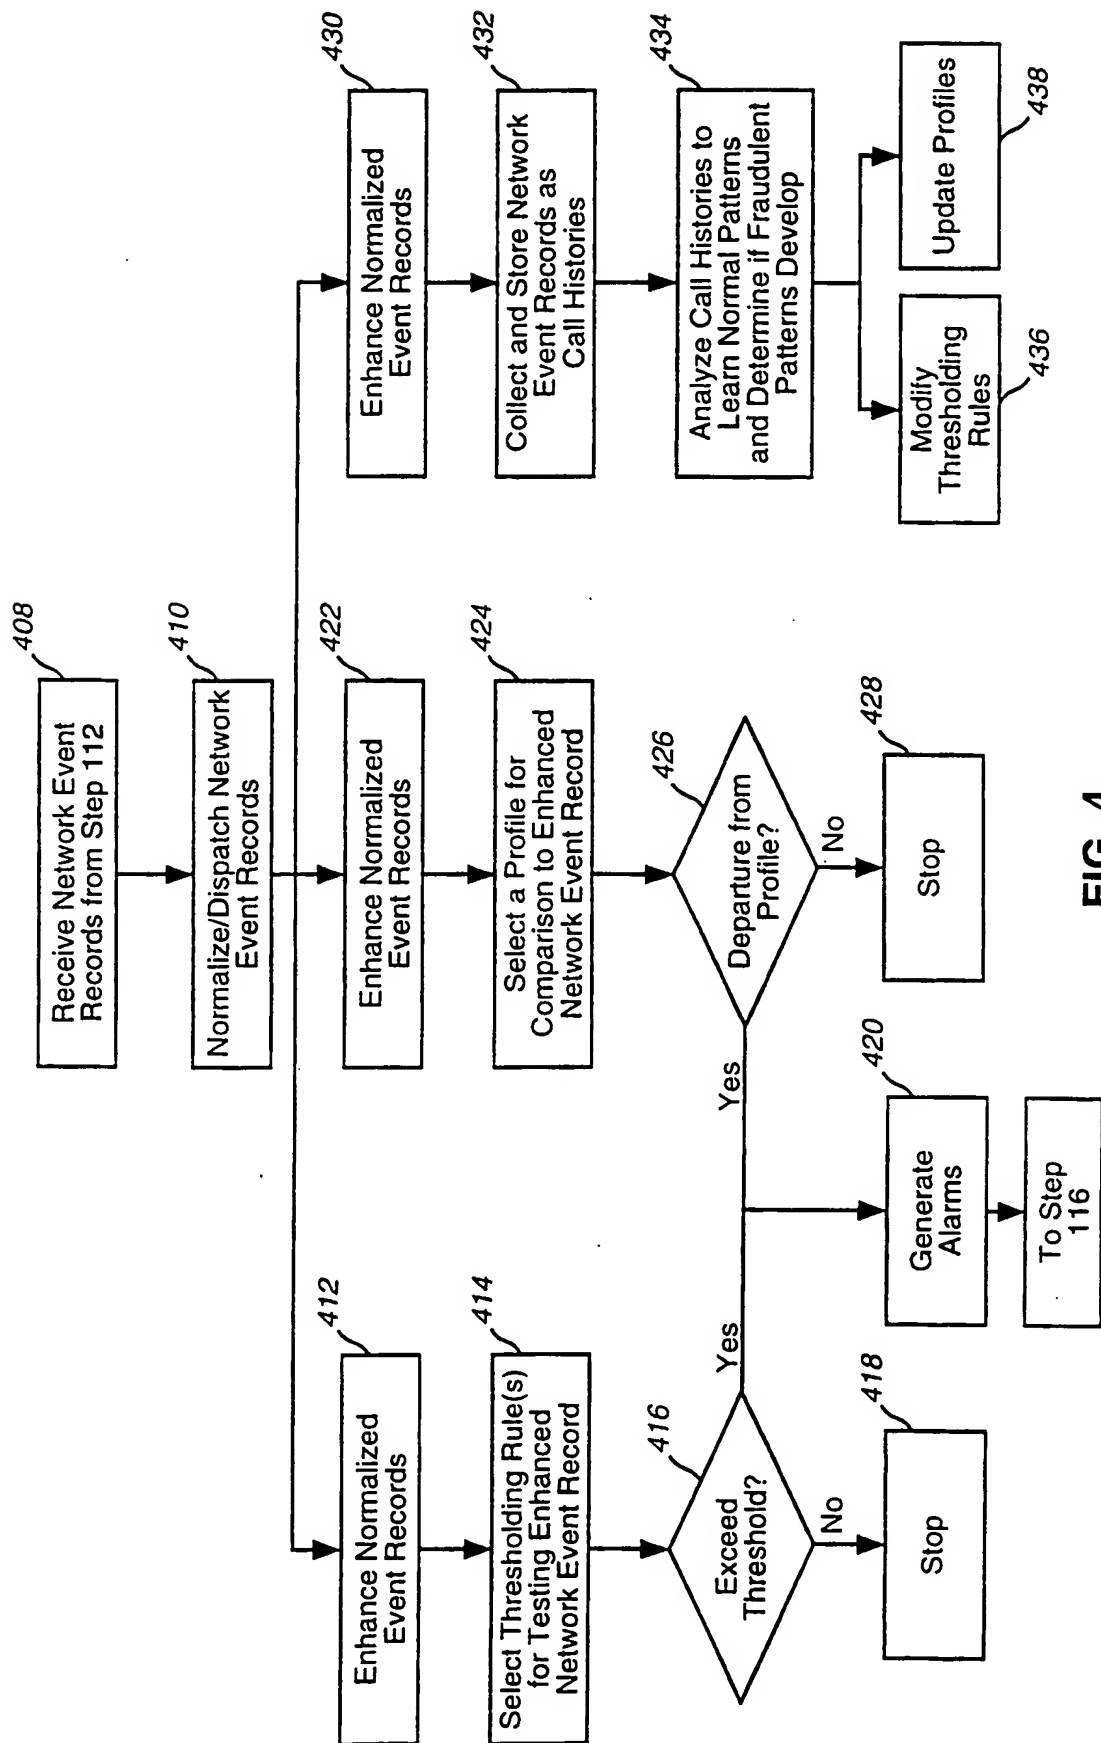 408
Receive Network Event
Records from Step 112
410
Normalize/Dispatch Network
Event Records
412
Enhance Normalized
Event Records
414
Select Thresholding Rule(s)
for Testing Enhanced
Network Event Record
416
Exceed
Threshold?
Yes
No
418
Stop
422
Enhance Normalized
Event Records
424
Select a Profile for
Comparison to Enhanced
Network Event Record
426
Departure from
Profile?
Yes
No
428
Stop
420
Generate
Alarms
To Step
116
430
Enhance Normalized
Event Records
432
Collect and Store Network
Event Records as
Call Histories
434
Analyze Call Histories to
Learn Normal Patterns
and Determine if Fraudulent
Patterns Develop
Modify
Thresholding
Rules
436
Update Profiles
438
FIG. 4